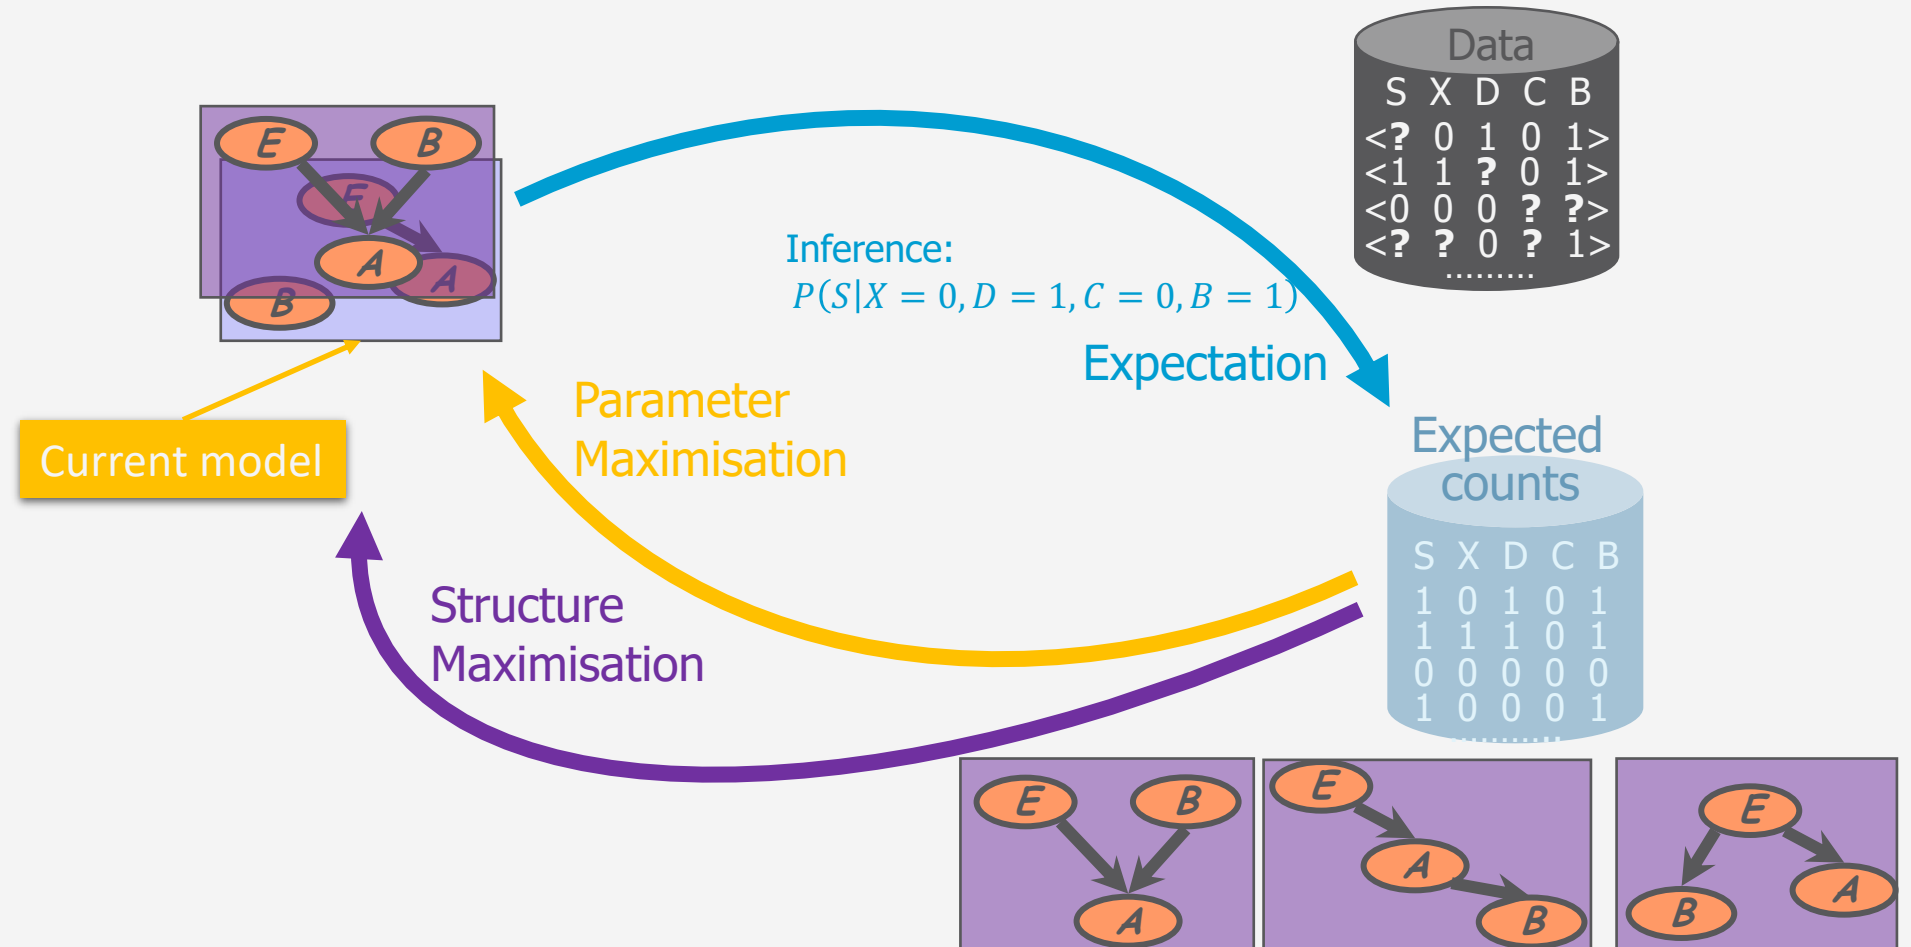 Data
S X D C B
<? 0 1 0 1>
<1 1 ? 0 1>
<0 0 0 ? ?>
<? ? 0 ? 1>
.........
E B
E
A A
B
Inference:
P(S|X = 0, D = 1, C = 0, B = 1)
Expectation
Parameter
Maximisation
Current model
Expected
counts
S X D C B
1 0 1 0 1
1 1 1 0 1
0 0 0 0 0
1 0 0 0 1
...........
Structure
Maximisation
E B
A
E
A
B
E
A
B